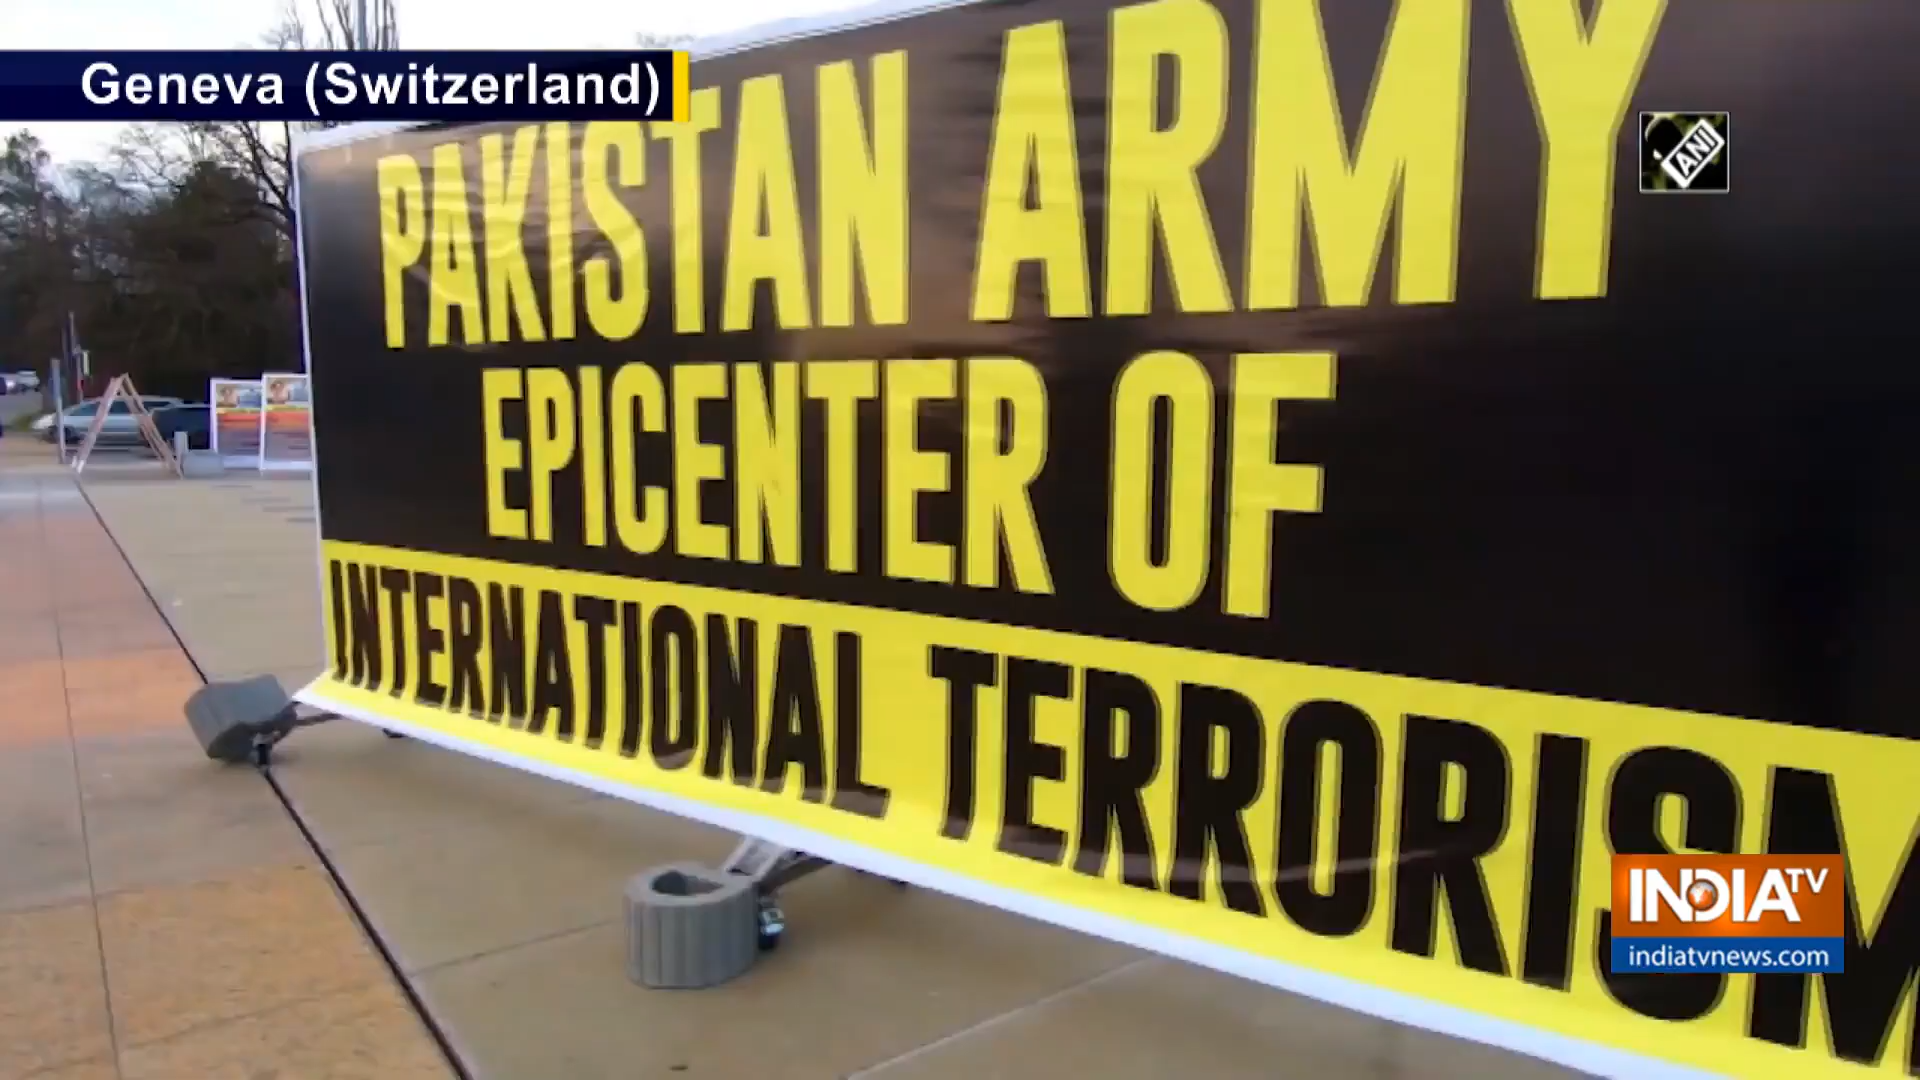 Geneva (Switzerland)
PAKISTAN ARMY
EPICENTER OF
INTERNATIONAL TERRORISM
ANI
INDIA TV
indiatvnews.com